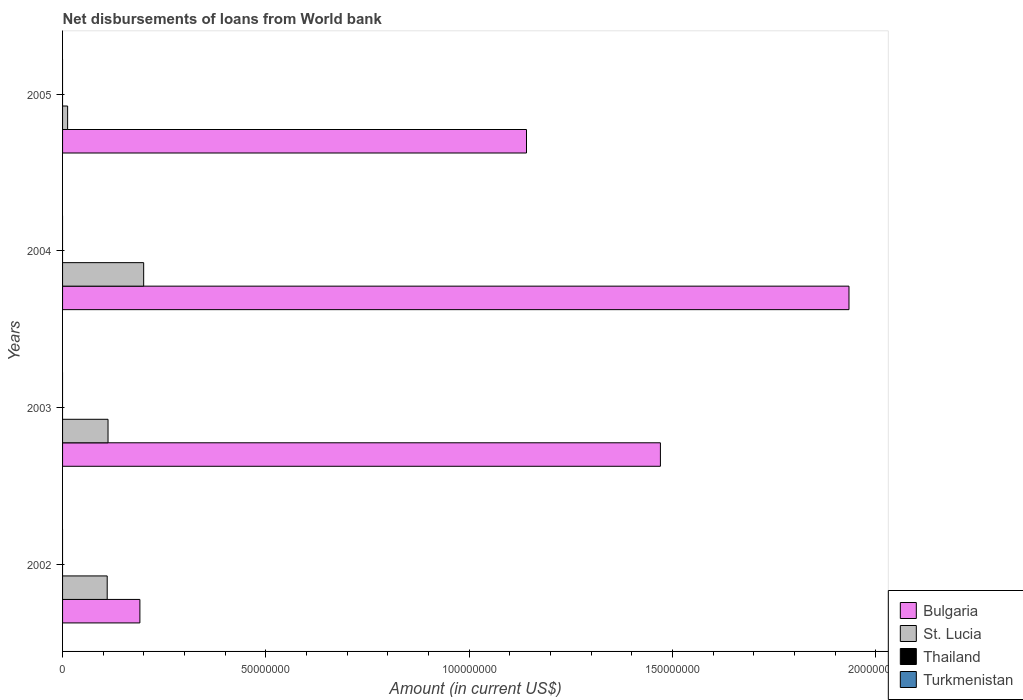 Net disbursements of loans from World bank
Years
2005
2004
2003
2002
0
50000000
100000000
150000000
2000000
Amount (in current US$)
Bulgaria
St. Lucia
Thailand
Turkmenistan